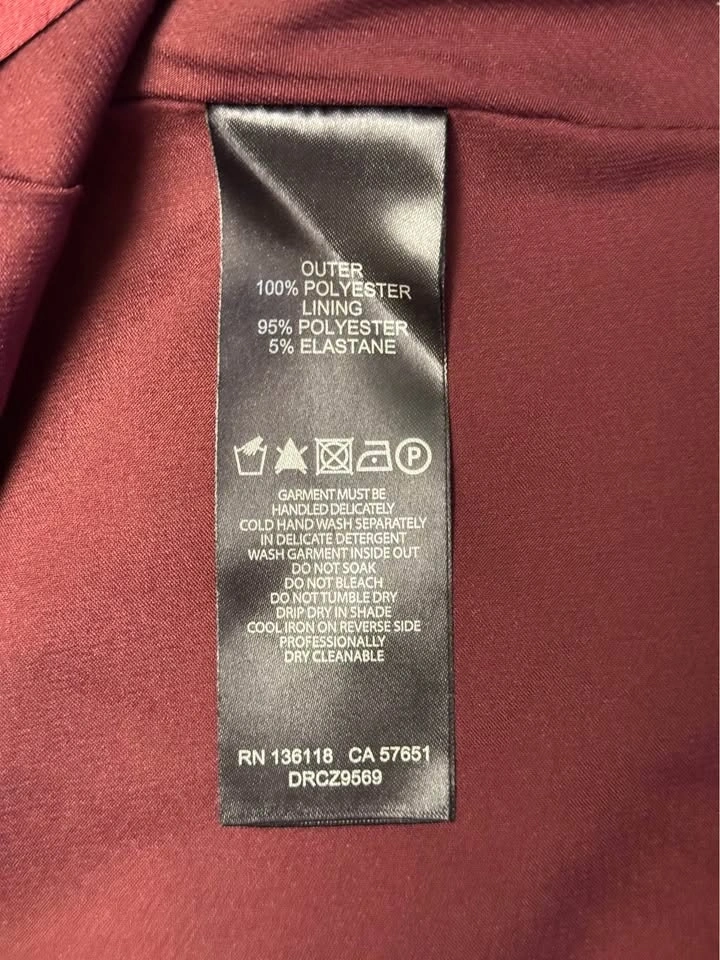 OUTER
100% POLYESTER
LINING
95% POLYESTER
5% ELASTANE
P
GARMENT MUST BE
HANDLED DELICATELY
COLD HAND WASH SEPARATELY
IN DELICATE DETERGENT
WASH GARMENT INSIDE OUT
DO NOT SOAK
DO NOT BLEACH
DO NOT TUMBLE DRY
DRIP DRY IN SHADE
COOL IRON ON REVERSE SIDE
PROFESSIONALLY
DRY CLEANABLE
RN 136118 CA 57651
DRCZ9569